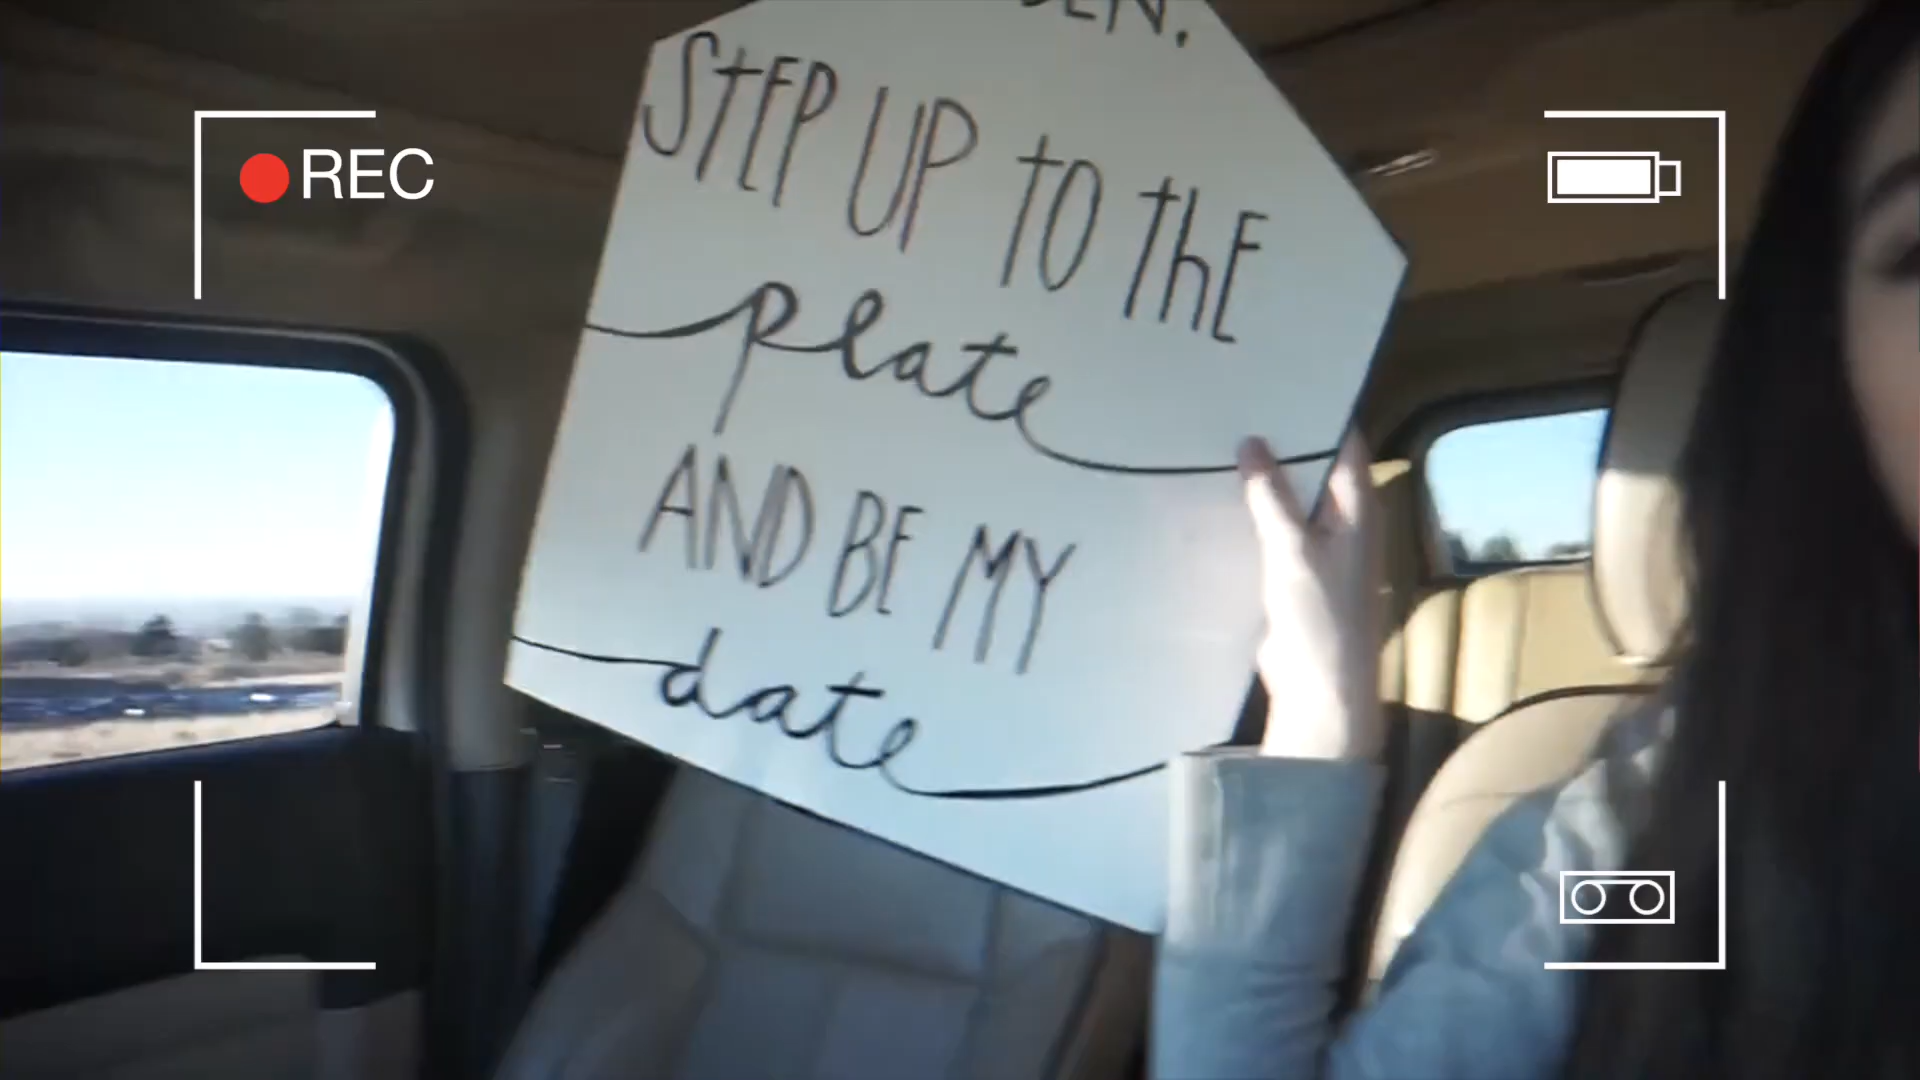 REC
STEP UP TO THE
plate
AND BE MY
date